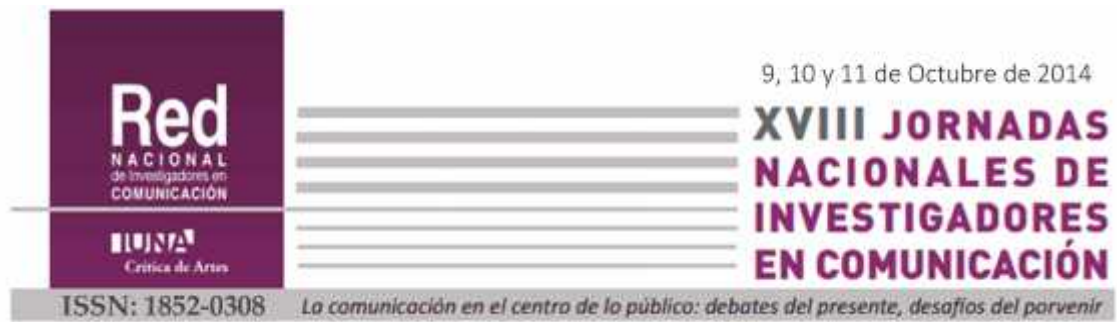 Red
NACIONAL
de Investigadores en
COMUNICACIÓN
IUNA
Crítica de Artes
9, 10 y 11 de Octubre de 2014
XVIII JORNADAS
NACIONALES DE
INVESTIGADORES
EN COMUNICACIÓN
ISSN: 1852-0308 La comunicación en el centro de lo público: debates del presente, desafíos del porvenir